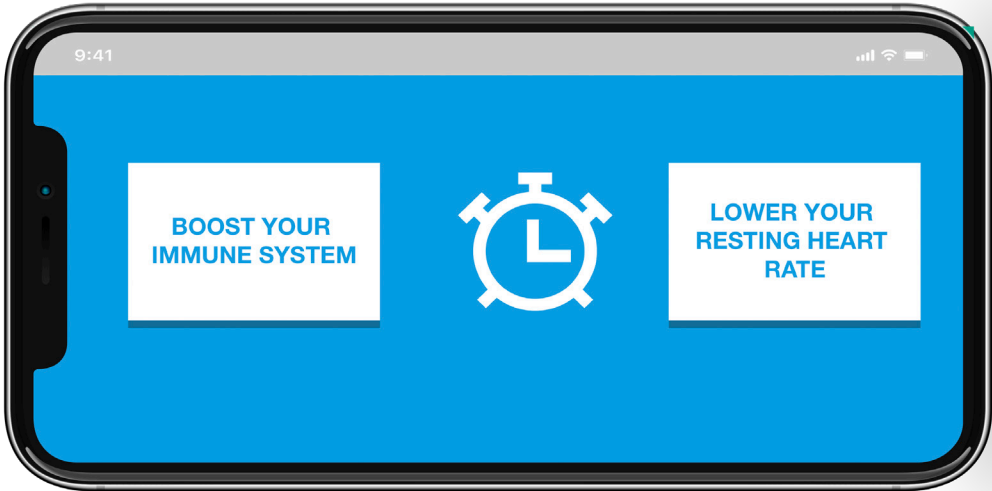 9:41
BOOST YOUR
IMMUNE SYSTEM
LOWER YOUR
RESTING HEART
RATE